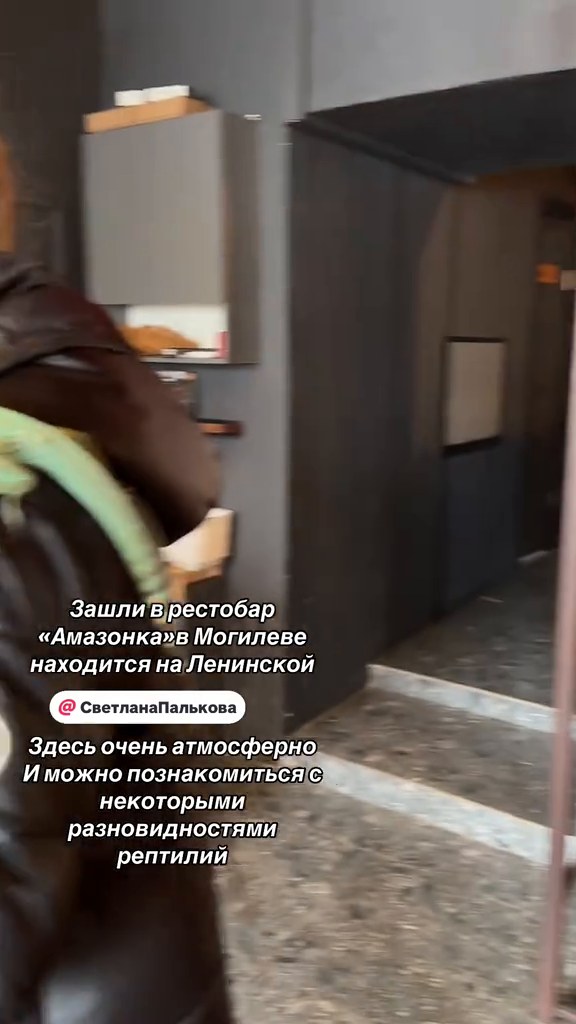 Зашли в рестобар
«Амазонка»в Могилеве
находится на Ленинской
@ СветланаПалькова
Здесь очень атмосферно
И можно познакомиться с
некоторыми
разновидностями
рептилий